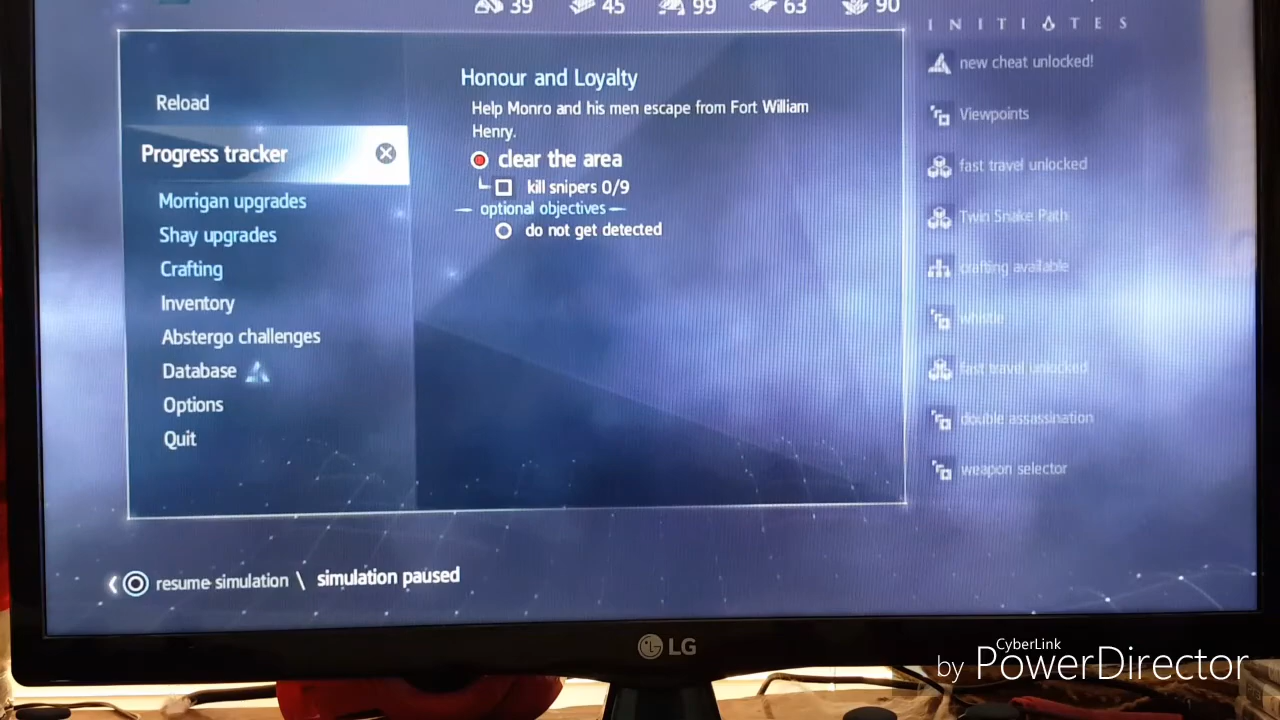 39 45 99 63 90
INITIATES
Reload
Progress tracker
Morrigan upgrades
Shay upgrades
Crafting
Inventory
Abstergo challenges
Database
Options
Quit
Honour and Loyalty
Help Monro and his men escape from Fort William
Henry.
clear the area
kill snipers 0/9
optional objectives
do not get detected
new cheat unlocked!
Viewpoints
fast travel unlocked
Twin Snake Path
crafting available
whistle
fast travel unlocked
double assassination
weapon selector
resume simulation \ simulation paused
LG
CyberLink
by PowerDirector